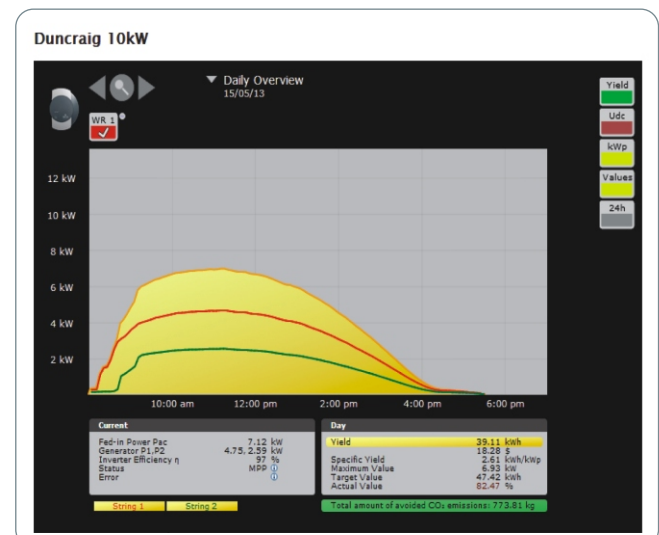 Duncraig 10kW
Daily Overview
15/05/13
WR 1
Yield
Udc
kWp
Values
24h
12 kW
10 kW
8 kW
6 kW
4 kW
2 kW
10:00 am 12:00 pm 2:00 pm 4:00 pm 6:00 pm
Current
Fed-in Power Pac 7.12 kW
Generator P1,P2 4.75, 2.59 kW
Inverter Efficiency η 97 %
Status MPP
Error
String 1 String 2
Day
Yield 39.11 kWh
18.28 $
Specific Yield 2.61 kWh/kWp
Maximum Value 6.93 kW
Target Value 47.42 kWh
Actual Value 82.47 %
Total amount of avoided CO₂ emissions: 773.81 kg